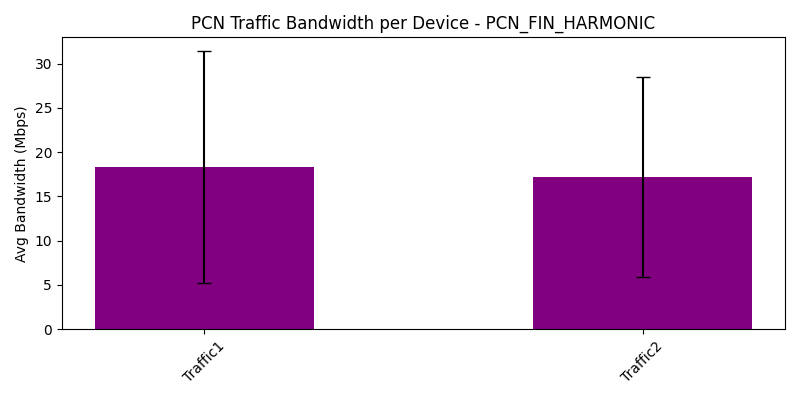 PCN Traffic Bandwidth per Device - PCN_FIN_HARMONIC
Avg Bandwidth (Mbps)
30
25
20
15
10
5
0
Traffic1
Traffic2